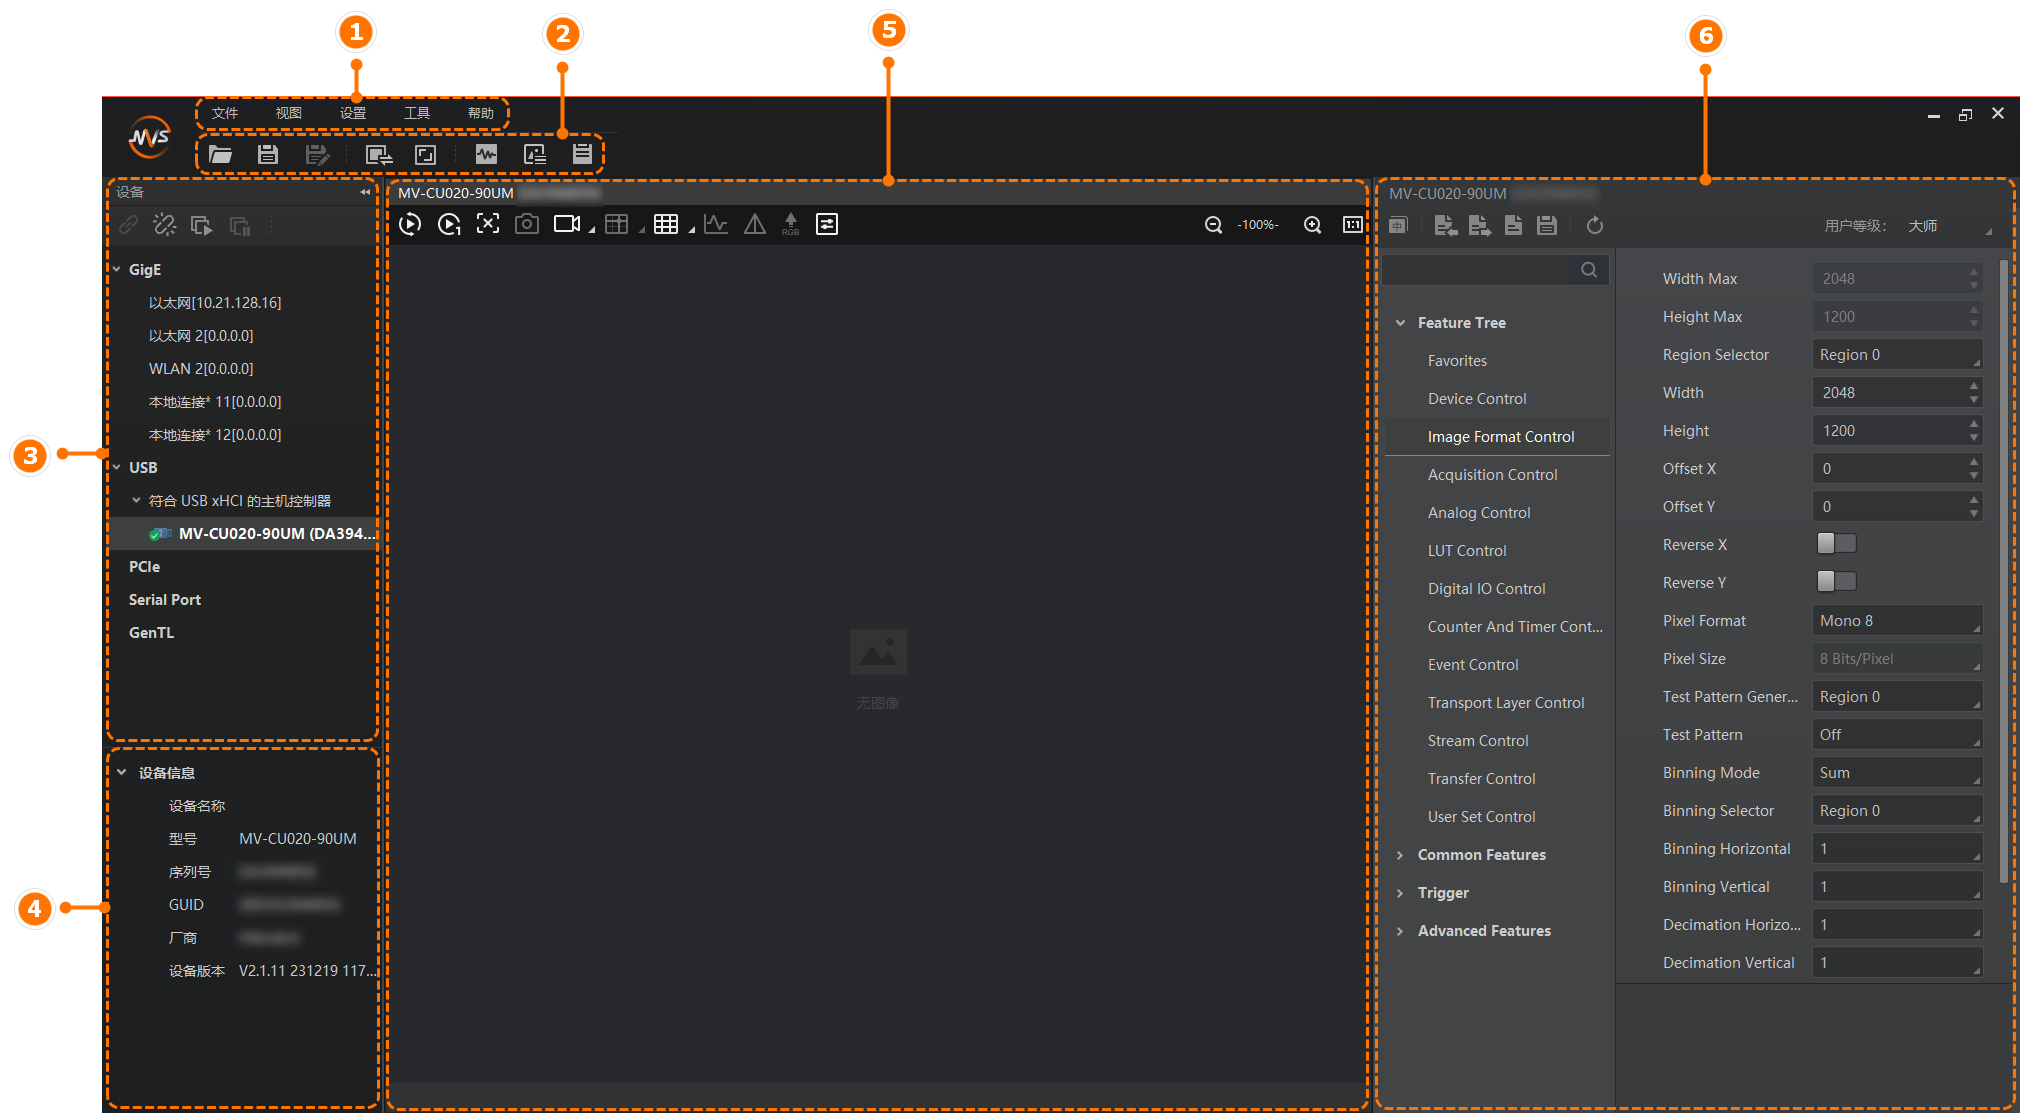 1
2
5
6
MVS
文件 视图 设置 工具 帮助
设备
GigE
以太网[10.21.128.16]
以太网 2[0.0.0.0]
WLAN 2[0.0.0.0]
本地连接* 11[0.0.0.0]
本地连接* 12[0.0.0.0]
3
USB
符合 USB xHCI 的主机控制器
MV-CU020-90UM (DA394...
PCIe
Serial Port
GenTL
设备信息
设备名称
型号 MV-CU020-90UM
序列号
4
GUID
厂商
设备版本 V2.1.11 231219 117...
MV-CU020-90UM
1
RGB
-100%-
1:1
无图像
MV-CU020-90UM
中
用户等级： 大师
Feature Tree
Favorites
Device Control
Image Format Control
Acquisition Control
Analog Control
LUT Control
Digital IO Control
Counter And Timer Cont...
Event Control
Transport Layer Control
Stream Control
Transfer Control
User Set Control
Common Features
Trigger
Advanced Features
Width Max 2048
Height Max 1200
Region Selector Region 0
Width 2048
Height 1200
Offset X 0
Offset Y 0
Reverse X
Reverse Y
Pixel Format Mono 8
Pixel Size 8 Bits/Pixel
Test Pattern Gener... Region 0
Test Pattern Off
Binning Mode Sum
Binning Selector Region 0
Binning Horizontal 1
Binning Vertical 1
Decimation Horizo... 1
Decimation Vertical 1